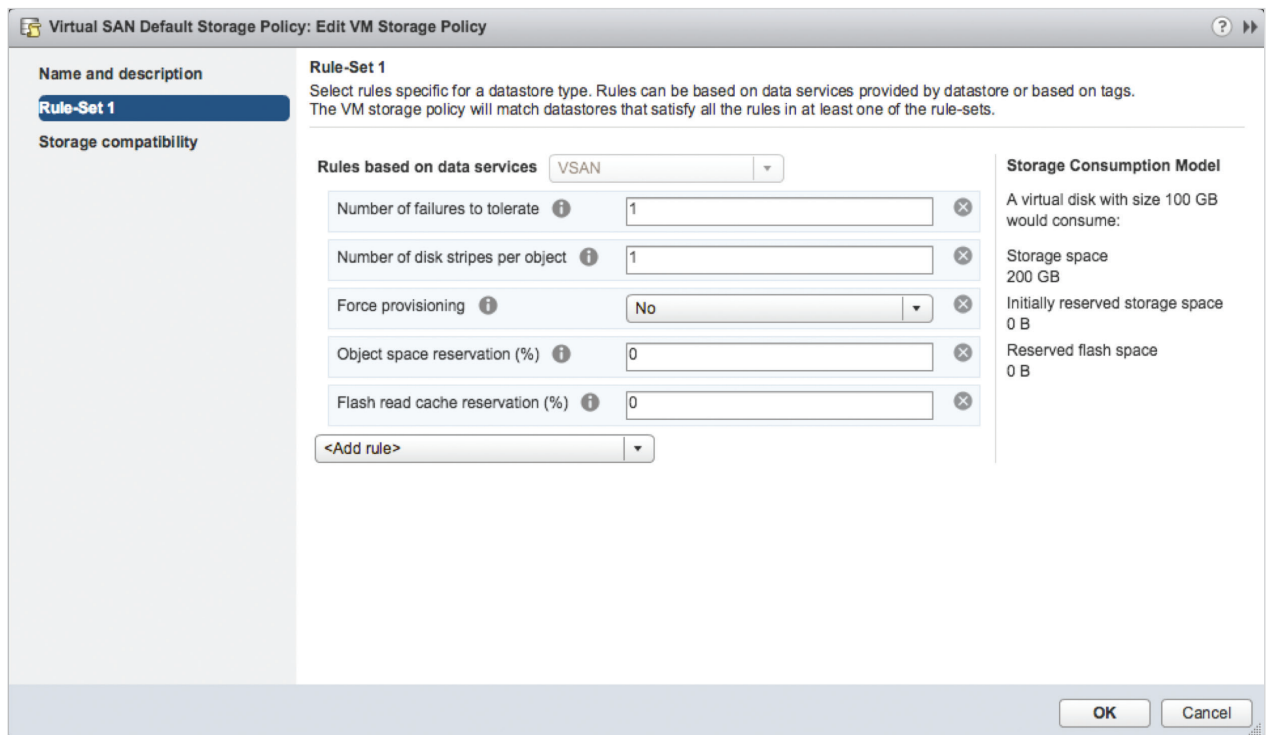 Virtual SAN Default Storage Policy: Edit VM Storage Policy
?
Name and description
Rule-Set 1
Storage compatibility
Rule-Set 1
Select rules specific for a datastore type. Rules can be based on data services provided by datastore or based on tags.
The VM storage policy will match datastores that satisfy all the rules in at least one of the rule-sets.
Rules based on data services VSAN
Number of failures to tolerate 1
Number of disk stripes per object 1
Force provisioning No
Object space reservation (%) 0
Flash read cache reservation (%) 0
<Add rule>
Storage Consumption Model
A virtual disk with size 100 GB
would consume:
Storage space
200 GB
Initially reserved storage space
0 B
Reserved flash space
0 B
OK Cancel